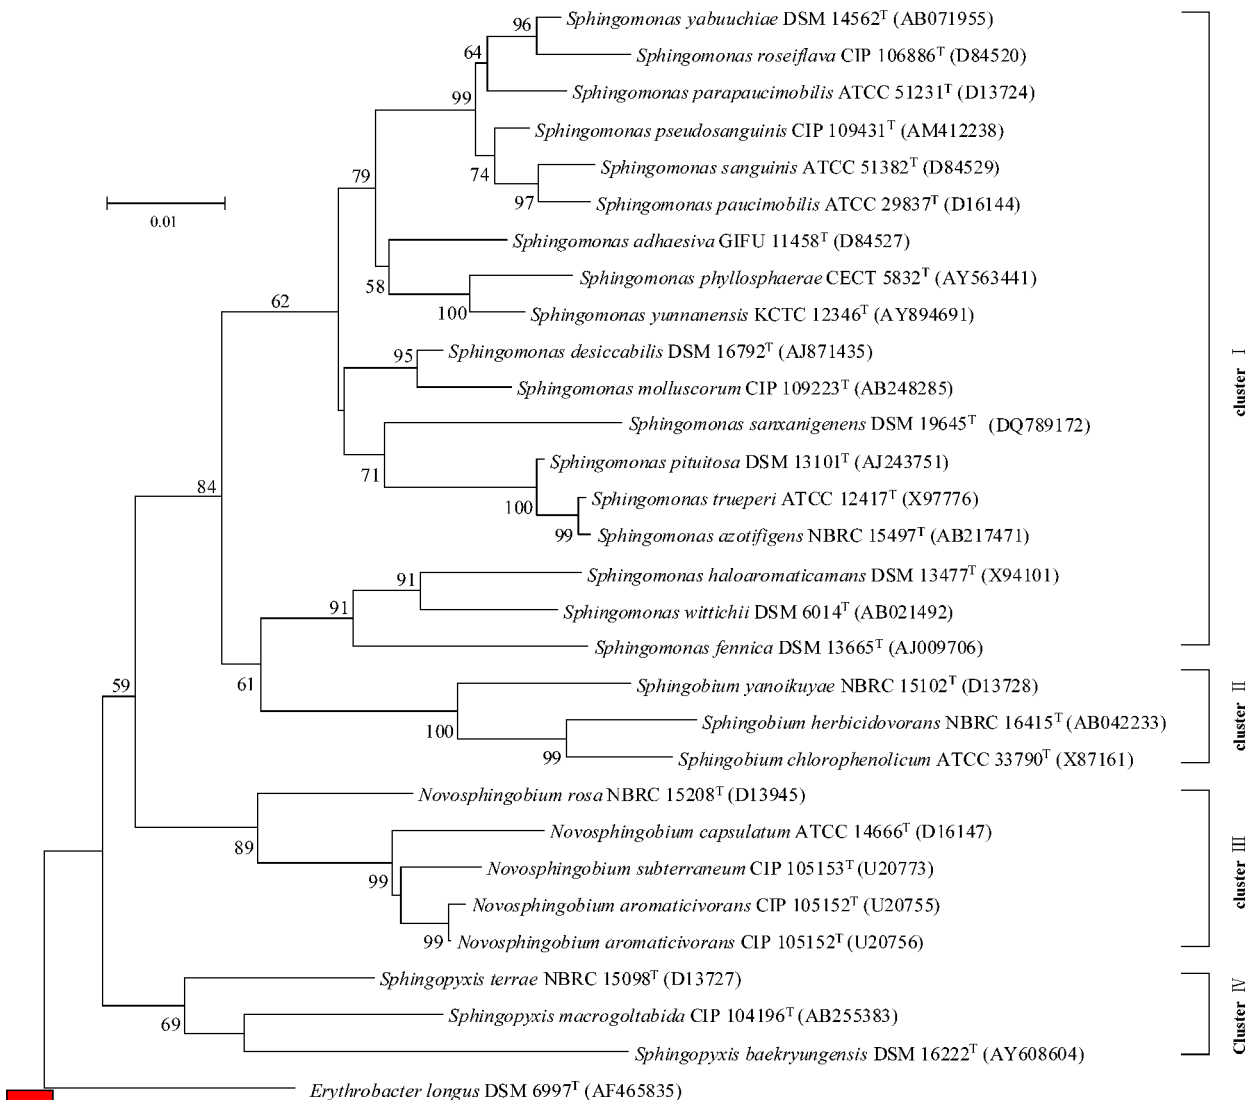 96
Sphingomonas yabuuchiae DSM 14562T (AB071955)
64
Sphingomonas roseiflava CIP 106886T (D84520)
99
Sphingomonas parapaucimobilis ATCC 51231T (D13724)
Sphingomonas pseudosanguinis CIP 109431T (AM412238)
74
Sphingomonas sanguinis ATCC 51382T (D84529)
79
97
Sphingomonas paucimobilis ATCC 29837T (D16144)
0.01
Sphingomonas adhaesiva GIFU 11458T (D84527)
58
Sphingomonas phyllosphaerae CECT 5832T (AY563441)
62
100
Sphingomonas yunnanensis KCTC 12346T (AY894691)
95
Sphingomonas desiccabilis DSM 16792T (AJ871435)
Sphingomonas molluscorum CIP 109223T (AB248285)
cluster I
Sphingomonas sanxanigenens DSM 19645T (DQ789172)
71
Sphingomonas pituitosa DSM 13101T (AJ243751)
84
100
Sphingomonas trueperi ATCC 12417T (X97776)
99
Sphingomonas azotifigens NBRC 15497T (AB217471)
91
Sphingomonas haloaromaticamans DSM 13477T (X94101)
91
Sphingomonas wittichii DSM 6014T (AB021492)
Sphingomonas fennica DSM 13665T (AJ009706)
59
61
Sphingobium yanoikuyae NBRC 15102T (D13728)
100
Sphingobium herbicidovorans NBRC 16415T (AB042233)
cluster II
99
Sphingobium chlorophenolicum ATCC 33790T (X87161)
Novosphingobium rosa NBRC 15208T (D13945)
89
Novosphingobium capsulatum ATCC 14666T (D16147)
99
Novosphingobium subterraneum CIP 105153T (U20773)
cluster III
Novosphingobium aromaticivorans CIP 105152T (U20755)
99
Novosphingobium aromaticivorans CIP 105152T (U20756)
Sphingopyxis terrae NBRC 15098T (D13727)
69
Sphingopyxis macrogoltabida CIP 104196T (AB255383)
Cluster IV
Sphingopyxis baekryungensis DSM 16222T (AY608604)
Erythrobacter longus DSM 6997T (AF465835)